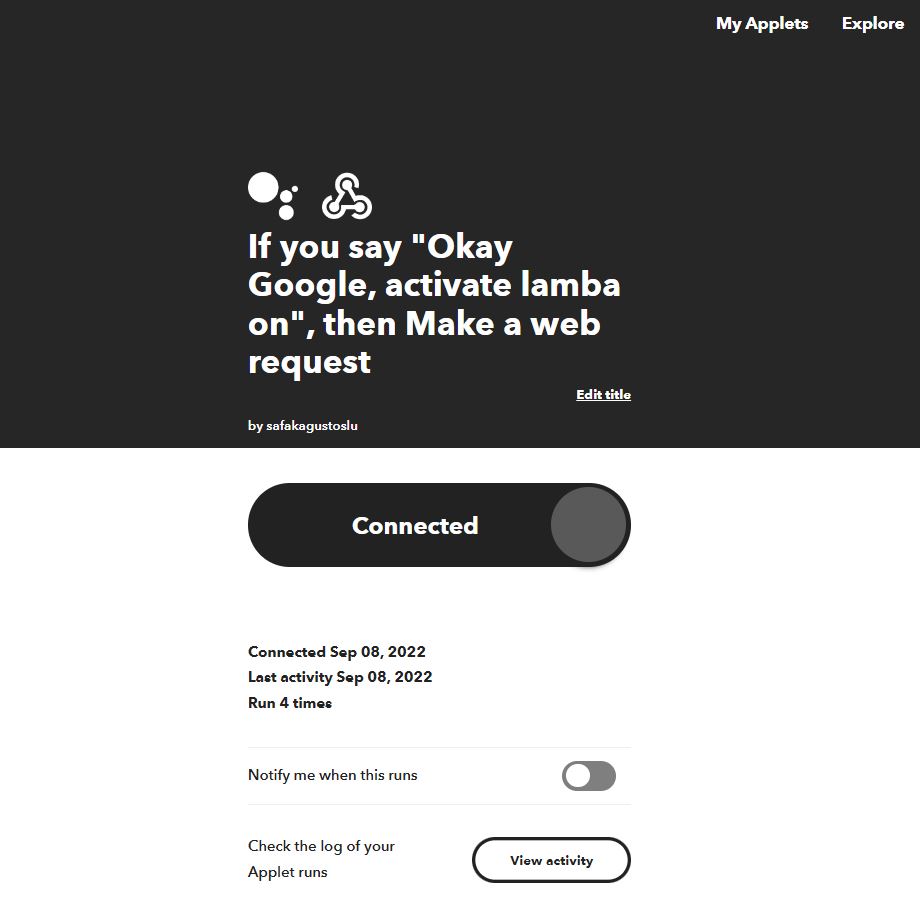 My Applets Explore
If you say "Okay
Google, activate lamba
on", then Make a web
request
Edit title
by safakagustoslu
Connected
Connected Sep 08, 2022
Last activity Sep 08, 2022
Run 4 times
Notify me when this runs
Check the log of your
Applet runs
View activity